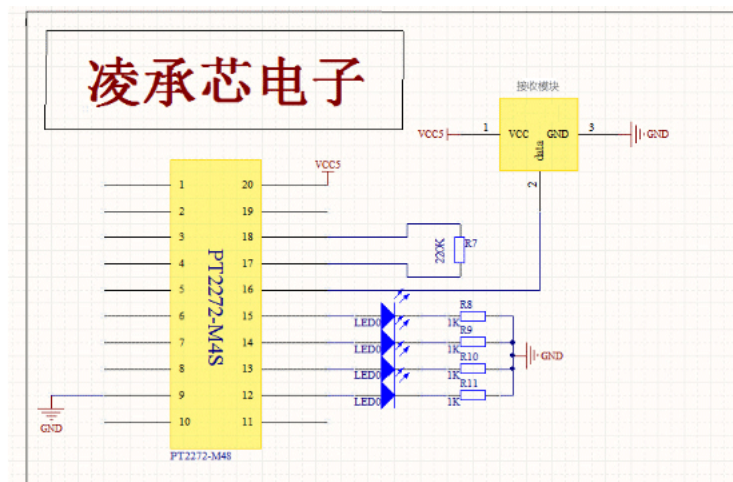 凌承芯电子
接收模块
VCC5 1 VCC GND 3 GND
data
2
VCC5
1 20
2 19
3 18
4 17
5 16
6 15
7 14
8 13
9 12
10 11
PT2272-M4S
PT2272-M4S
GND
220K R7
LED0 1K R8
LED0 1K R9
LED0 1K R10
LED0 1K R11
GND